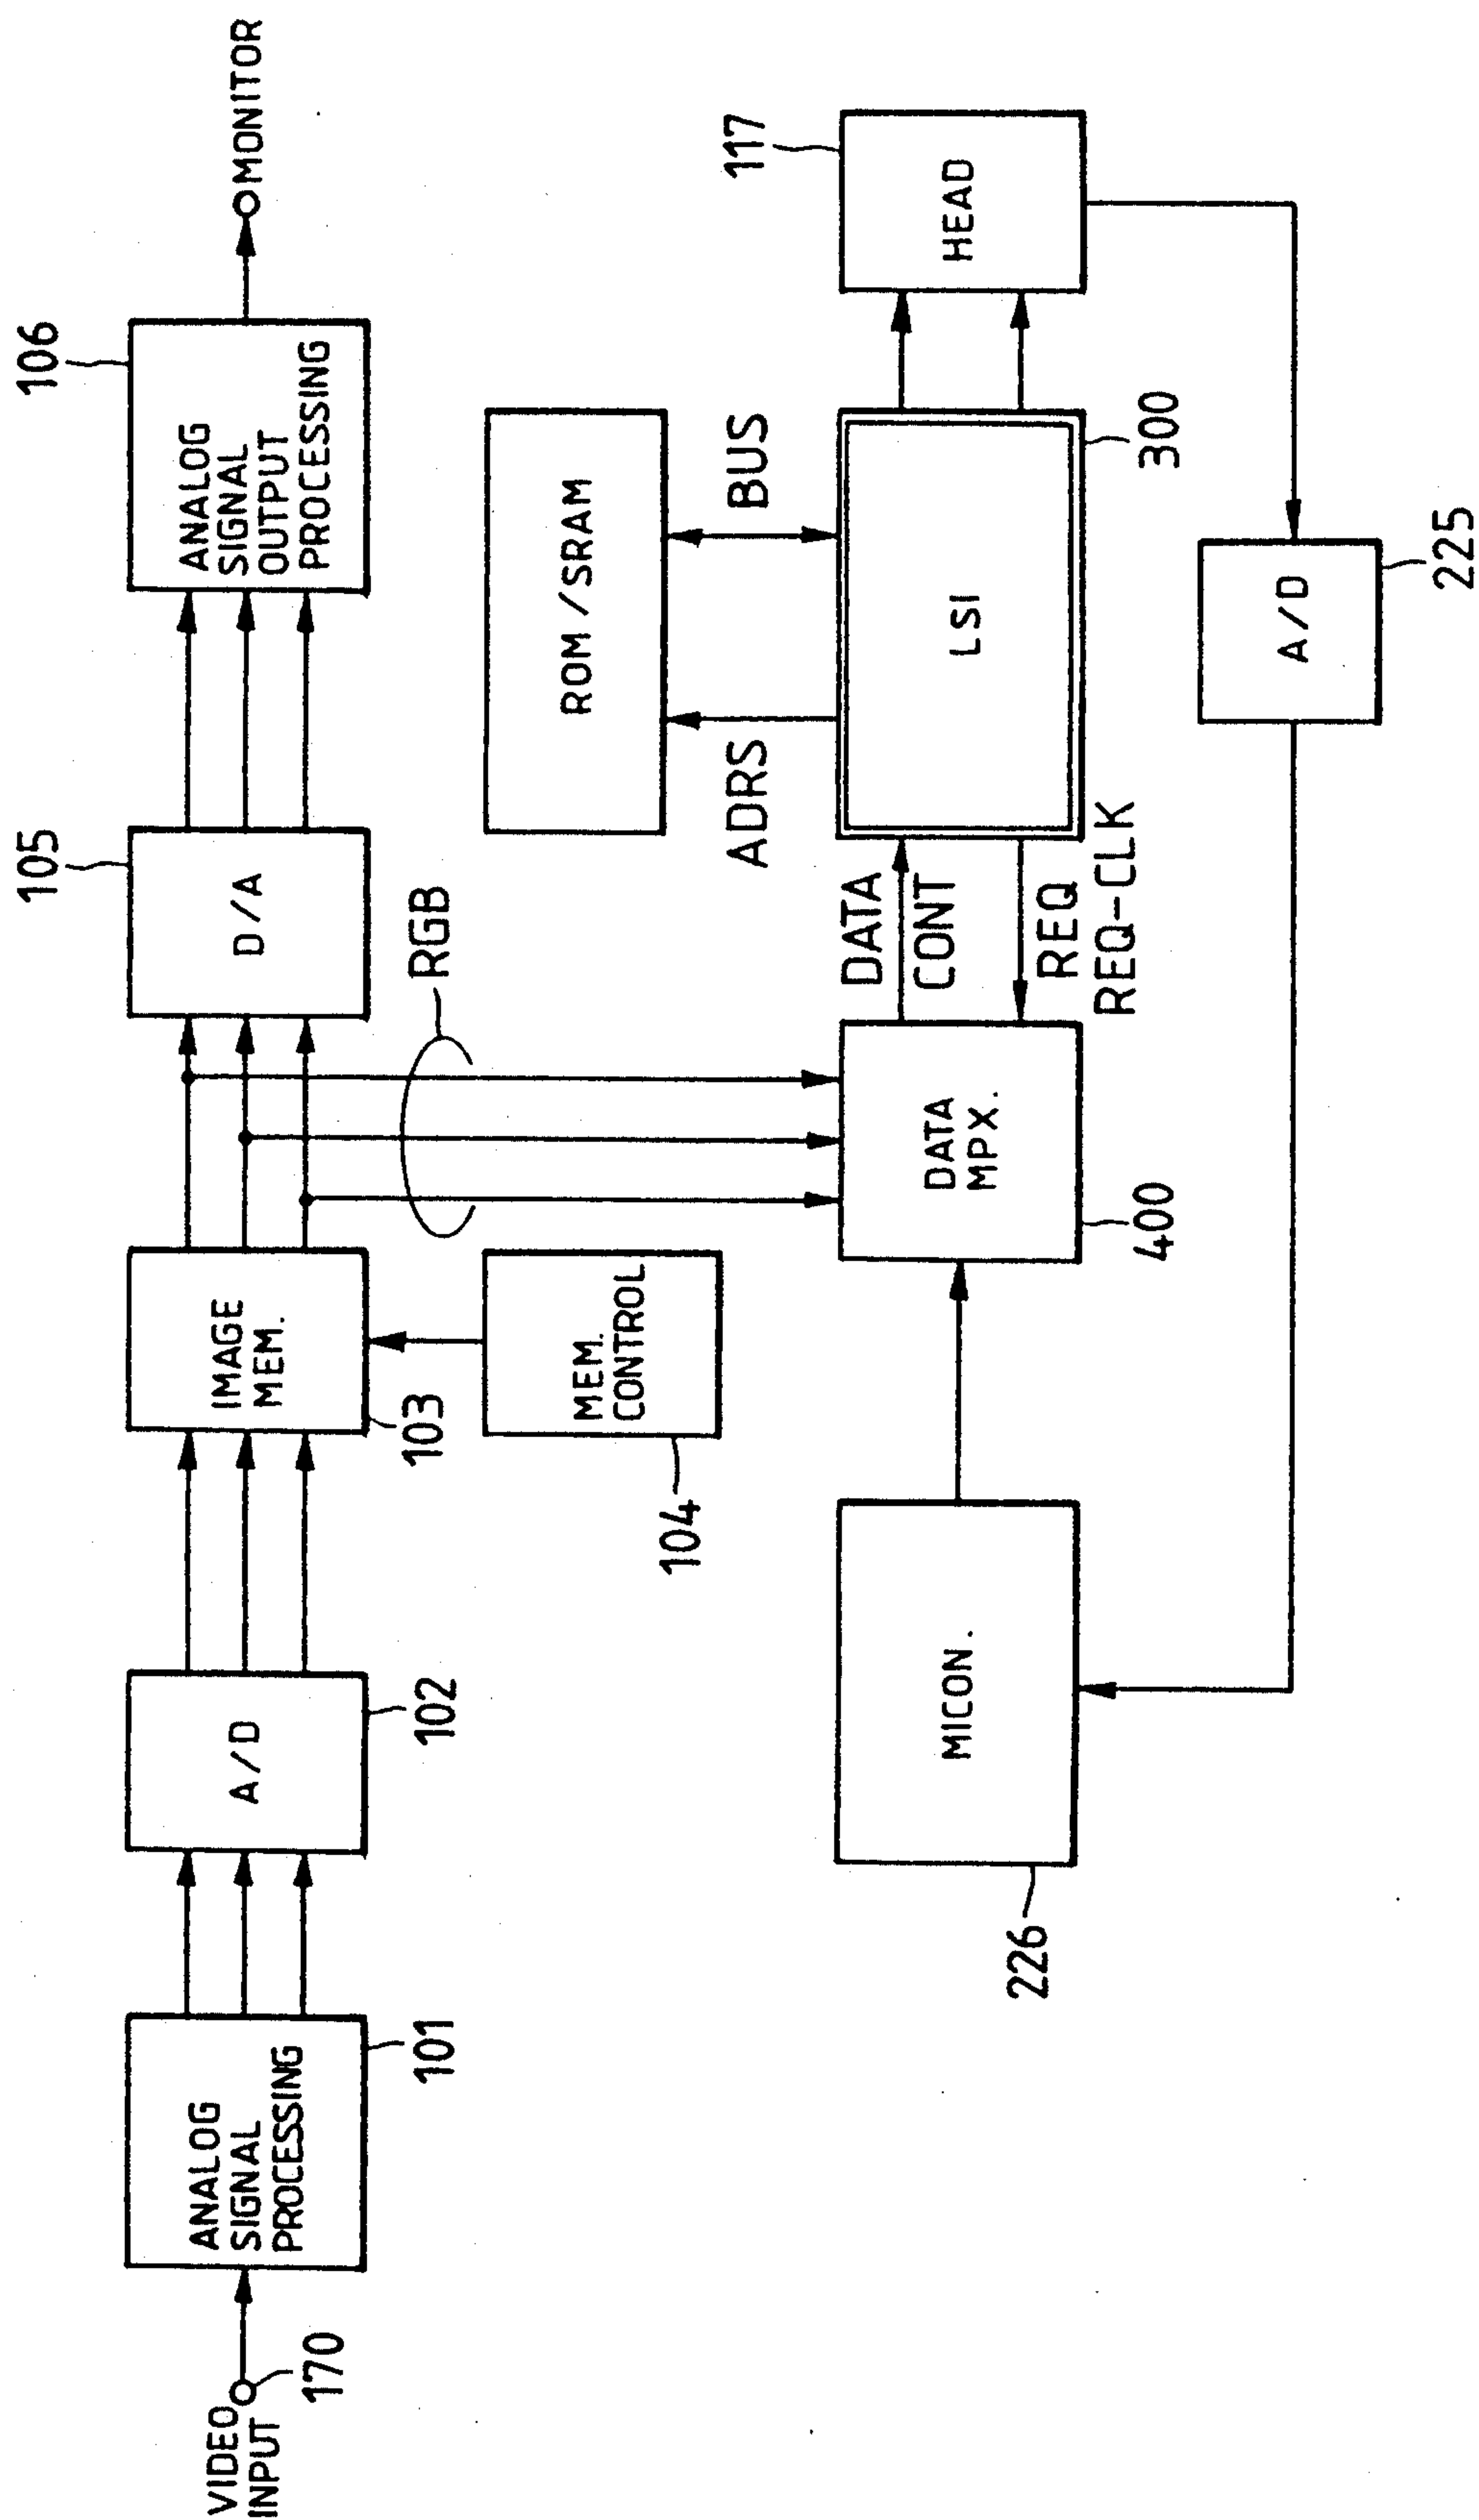 VIDEO
INPUT
170
ANALOG
SIGNAL
PROCESSING
101
A/D
102
IMAGE
MEM.
103
MEM.
CONTROL
104
RGB
D/A
105
ANALOG
SIGNAL
OUTPUT
PROCESSING
106
MONITOR
ROM/SRAM
ADRS
BUS
MICON.
226
DATA
MPX.
400
DATA
CONT
REQ
REQ-CLK
LSI
300
HEAD
117
A/D
225